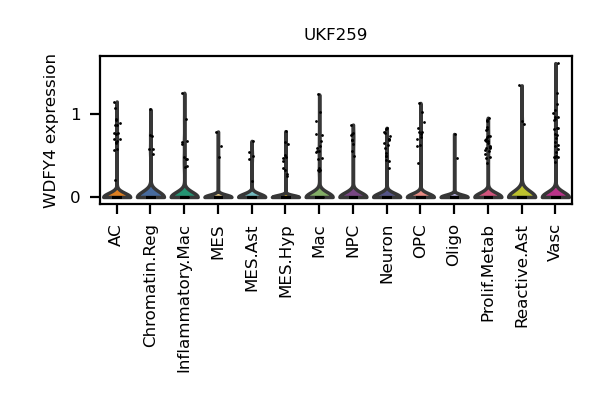 UKF259
WDFY4 expression
1
0
AC
Chromatin.Reg
Inflammatory.Mac
MES
MES.Ast
MES.Hyp
Mac
NPC
Neuron
OPC
Oligo
Prolif.Metab
Reactive.Ast
Vasc